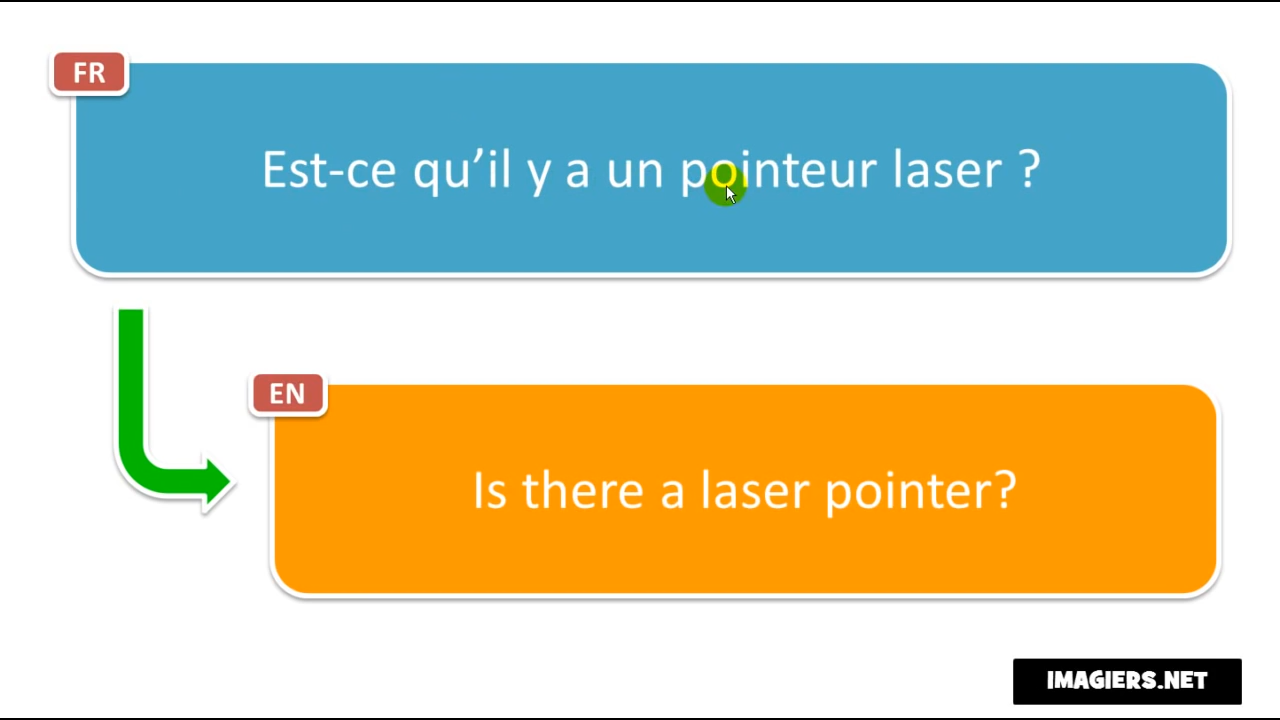 FR
Est-ce qu’il y a un pointeur laser ?
EN
Is there a laser pointer?
IMAGIERS.NET